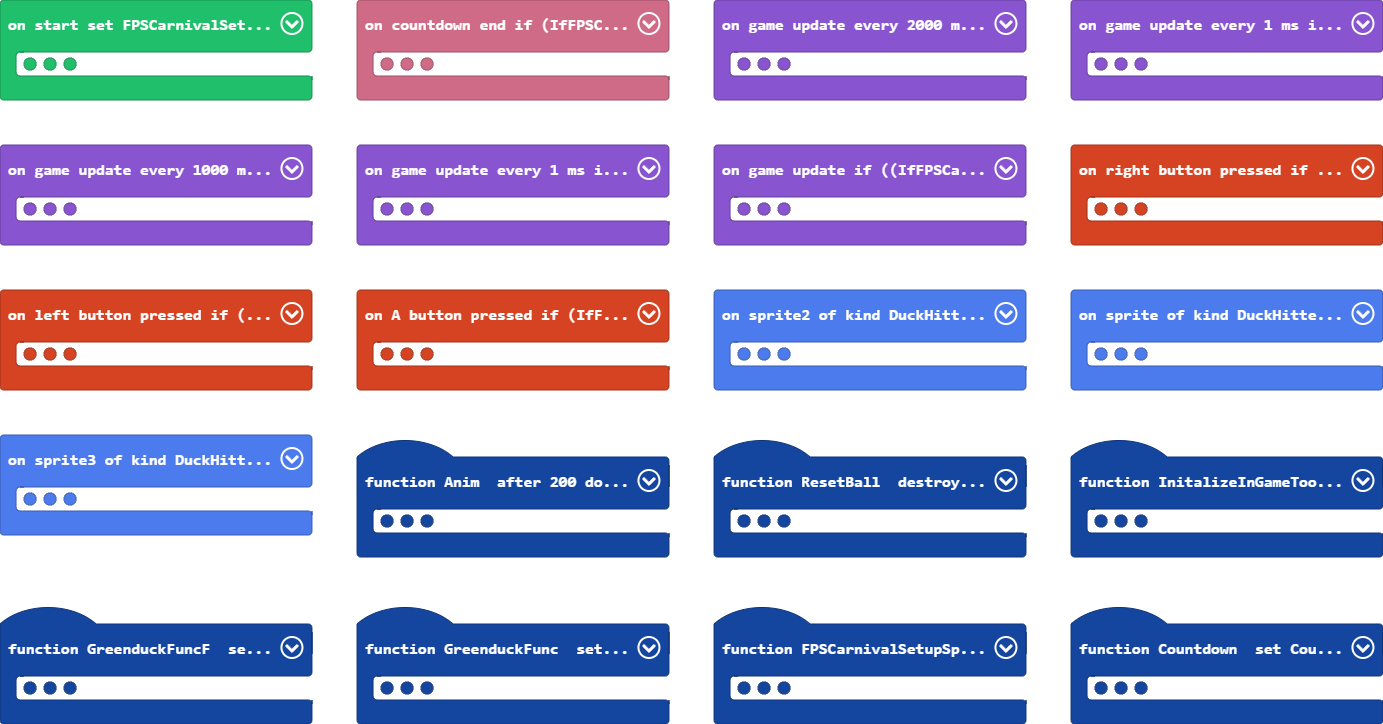 on start set FPSCarnivalSet...
on countdown end if (IfFPSC...
on game update every 2000 m...
on game update every 1 ms i...
on game update every 1000 m...
on game update every 1 ms i...
on game update if ((IfFPSCa...
on right button pressed if ...
on left button pressed if (...
on A button pressed if (IfF...
on sprite2 of kind DuckHitt...
on sprite of kind DuckHitte...
on sprite3 of kind DuckHitt...
function Anim  after 200 do...
function ResetBall  destroy...
function InitalizeInGameToo...
function GreenduckFuncF  se...
function GreenduckFunc  set...
function FPSCarnivalSetupSp...
function Countdown  set Cou...